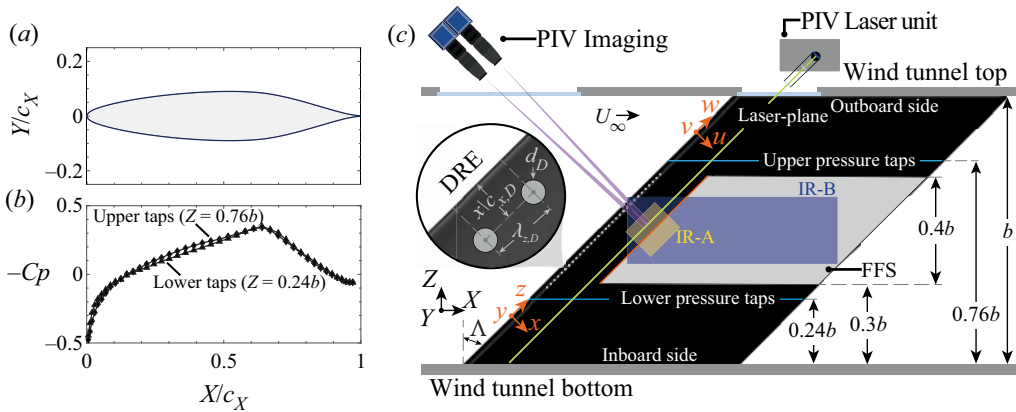 (a)
0.2
0
−0.2
Y/c_X
(b)
0.5
0
−0.5
−Cp
Upper taps (Z = 0.76b)
Lower taps (Z = 0.24b)
0
0.5
1
X/c_X
(c)
PIV Imaging
PIV Laser unit
Wind tunnel top
U_∞
w
v
u
Laser-plane
Outboard side
Upper pressure taps
DRE
d_D
x/c
x,D
λ_z,D
IR-B
IR-A
FFS
Z
X
Y
z
y
x
Λ
Lower pressure taps
Inboard side
0.24b
0.3b
0.4b
0.76b
b
Wind tunnel bottom